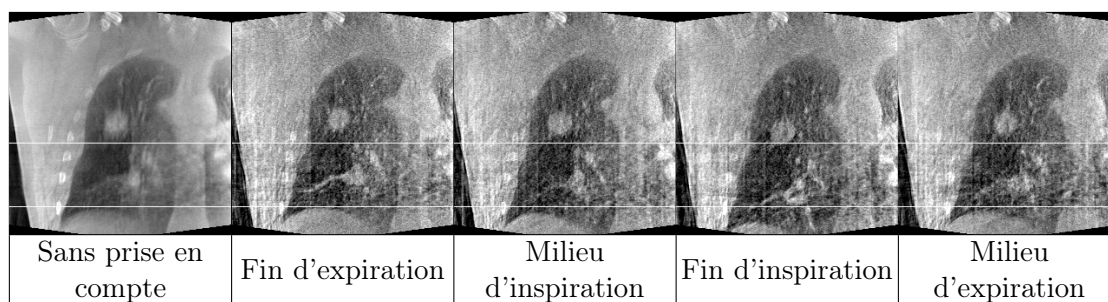 Sans prise en
compte
Fin d'expiration
Milieu
d'inspiration
Fin d'inspiration
Milieu
d'expiration